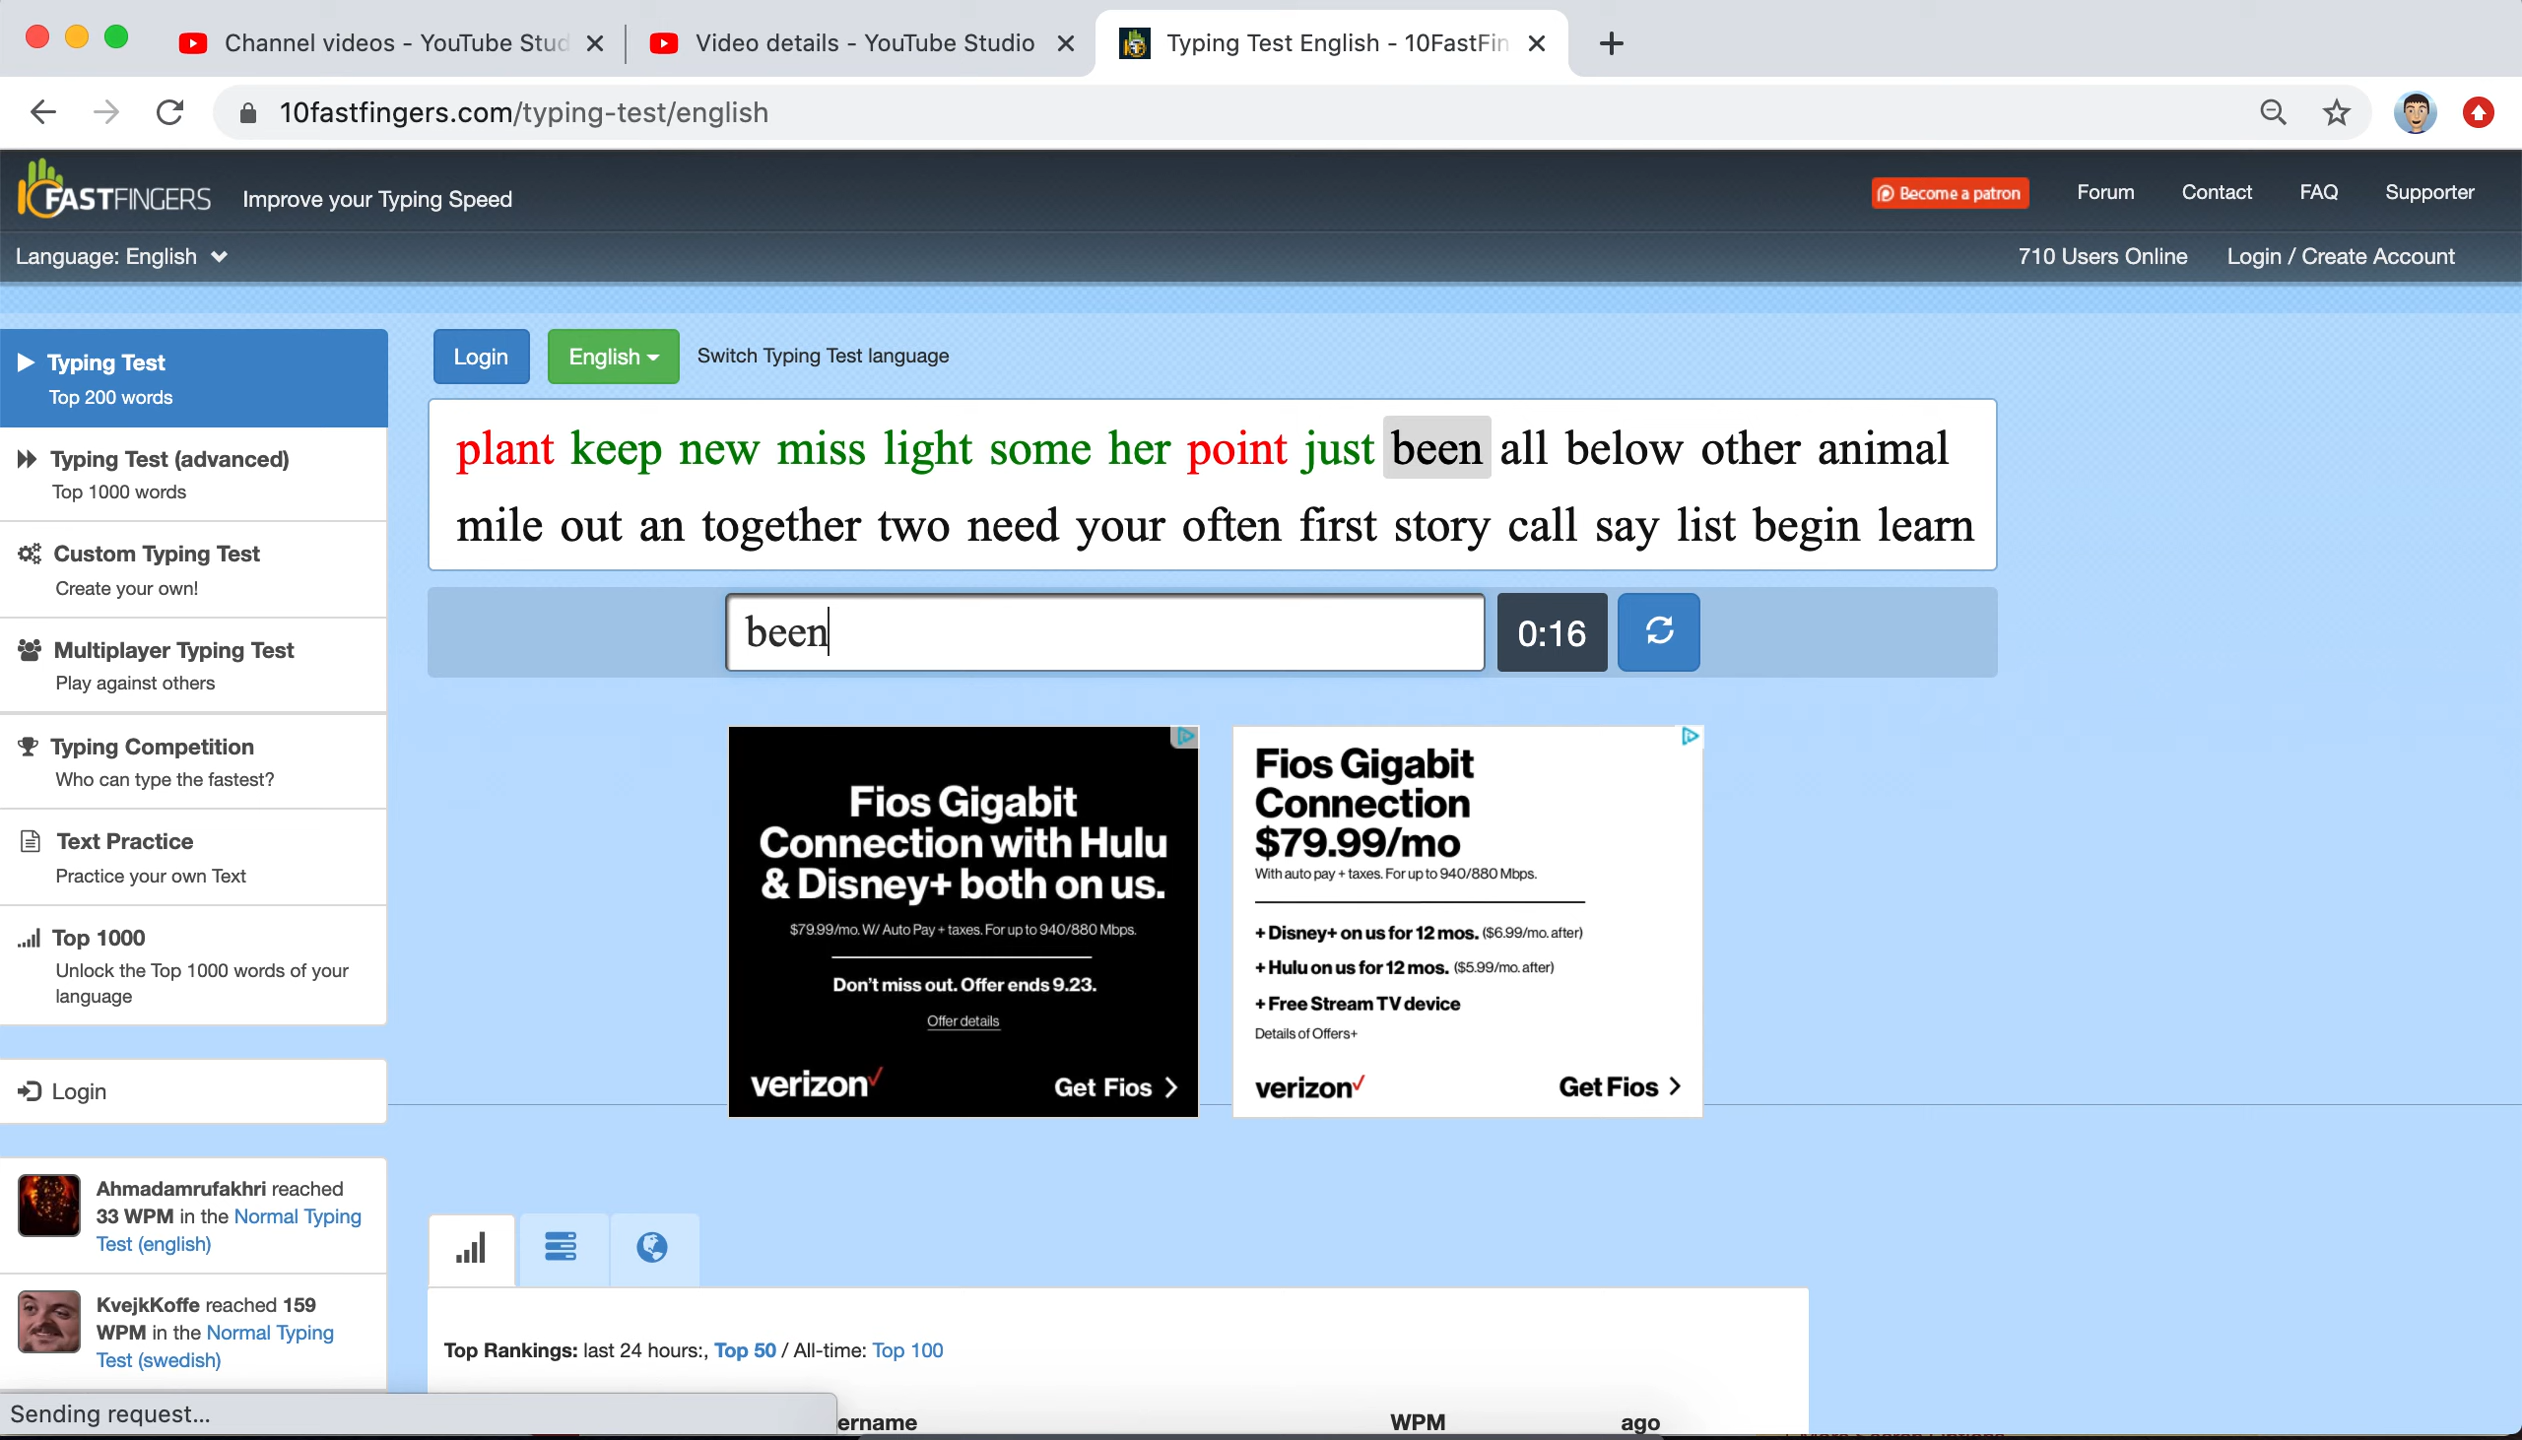 Channel videos - YouTube Stud
Video details - YouTube Studio
Typing Test English - 10FastFin
10fastfingers.com/typing-test/english
10FASTFINGERS
Improve your Typing Speed
Become a patron
Forum
Contact
FAQ
Supporter
Language: English
710 Users Online
Login / Create Account
Typing Test
Top 200 words
Typing Test (advanced)
Top 1000 words
Custom Typing Test
Create your own!
Multiplayer Typing Test
Play against others
Typing Competition
Who can type the fastest?
Text Practice
Practice your own Text
Top 1000
Unlock the Top 1000 words of your
language
Login
Ahmadamrufakhri reached
33 WPM in the Normal Typing
Test (english)
KvejkKoffe reached 159
WPM in the Normal Typing
Test (swedish)
Sending request...
Login
English
Switch Typing Test language
plant keep new miss light some her point just been all below other animal
mile out an together two need your often first story call say list begin learn
been
0:16
Fios Gigabit
Connection with Hulu
& Disney+ both on us.
$79.99/mo. W/ Auto Pay + taxes. For up to 940/880 Mbps.
Don't miss out. Offer ends 9.23.
Offer details
verizon
Get Fios
Fios Gigabit
Connection
$79.99/mo
With auto pay + taxes. For up to 940/880 Mbps.
+ Disney+ on us for 12 mos. ($6.99/mo. after)
+ Hulu on us for 12 mos. ($5.99/mo. after)
+ Free Stream TV device
Details of Offers+
verizon
Get Fios
Top Rankings: last 24 hours:, Top 50 / All-time: Top 100
ername
WPM
ago